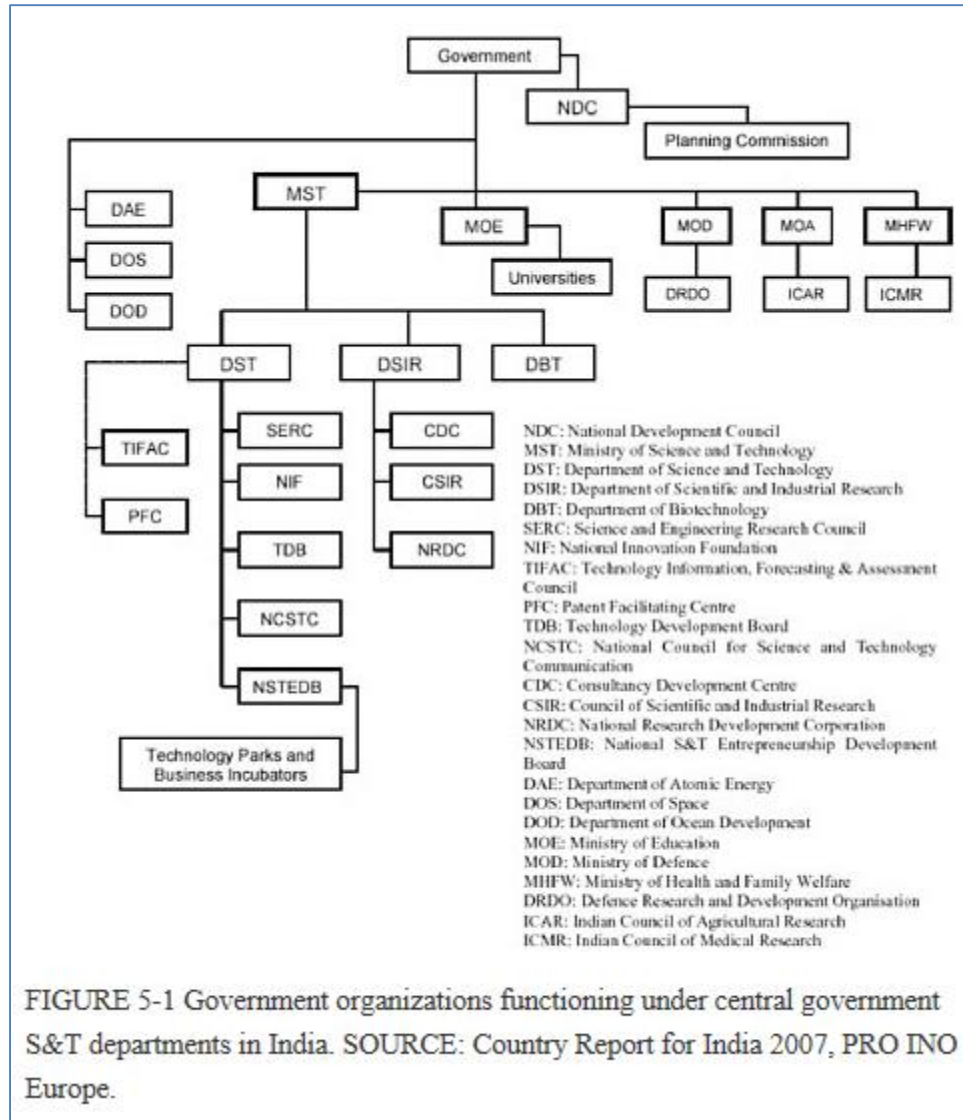 Government
NDC
Planning Commission
MST
DAE
MOE
MOD
MOA
MHFW
DOS
Universities
DRDO
ICAR
ICMR
DOD
DST
DSIR
DBT
SERC
CDC
TIFAC
NIF
CSIR
PFC
TDB
NRDC
NCSTC
NSTEDB
Technology Parks and
Business Incubators
NDC: National Development Council
MST: Ministry of Science and Technology
DST: Department of Science and Technology
DSIR: Department of Scientific and Industrial Research
DBT: Department of Biotechnology
SERC: Science and Engineering Research Council
NIF: National Innovation Foundation
TIFAC: Technology Information, Forecasting & Assessment
Council
PFC: Patent Facilitating Centre
TDB: Technology Development Board
NCSTC: National Council for Science and Technology
Communication
CDC: Consultancy Development Centre
CSIR: Council of Scientific and Industrial Research
NRDC: National Research Development Corporation
NSTEDB: National S&T Entrepreneurship Development
Board
DAE: Department of Atomic Energy
DOS: Department of Space
DOD: Department of Ocean Development
MOE: Ministry of Education
MOD: Ministry of Defence
MHFW: Ministry of Health and Family Welfare
DRDO: Defence Research and Development Organisation
ICAR: Indian Council of Agricultural Research
ICMR: Indian Council of Medical Research
FIGURE 5-1 Government organizations functioning under central government
S&T departments in India. SOURCE: Country Report for India 2007, PRO INO
Europe.